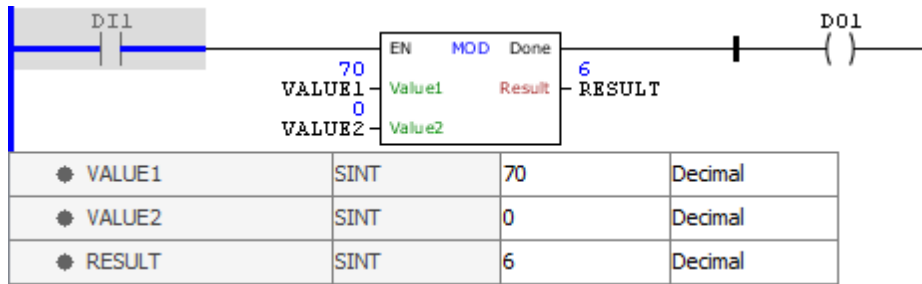 DI1 DO1
EN MOD Done
70 6
VALUE1 Value1 Result RESULT
0
VALUE2 Value2
VALUE1 SINT 70 Decimal
VALUE2 SINT 0 Decimal
RESULT SINT 6 Decimal